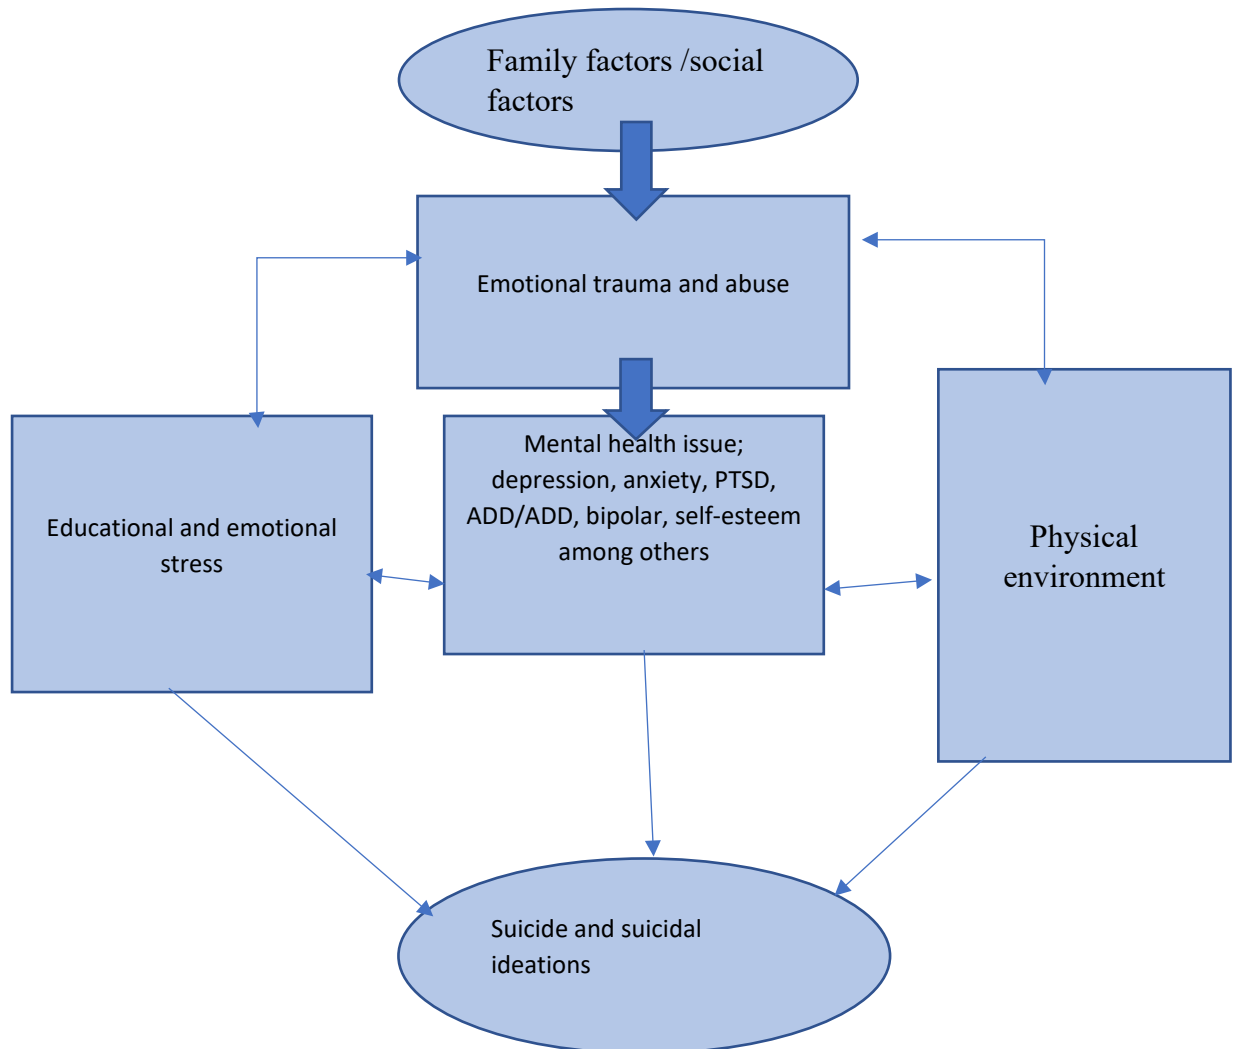 Family factors /social
factors
Emotional trauma and abuse
Mental health issue;
depression, anxiety, PTSD,
ADD/ADD, bipolar, self-esteem
among others
Educational and emotional
stress
Physical
environment
Suicide and suicidal
ideations